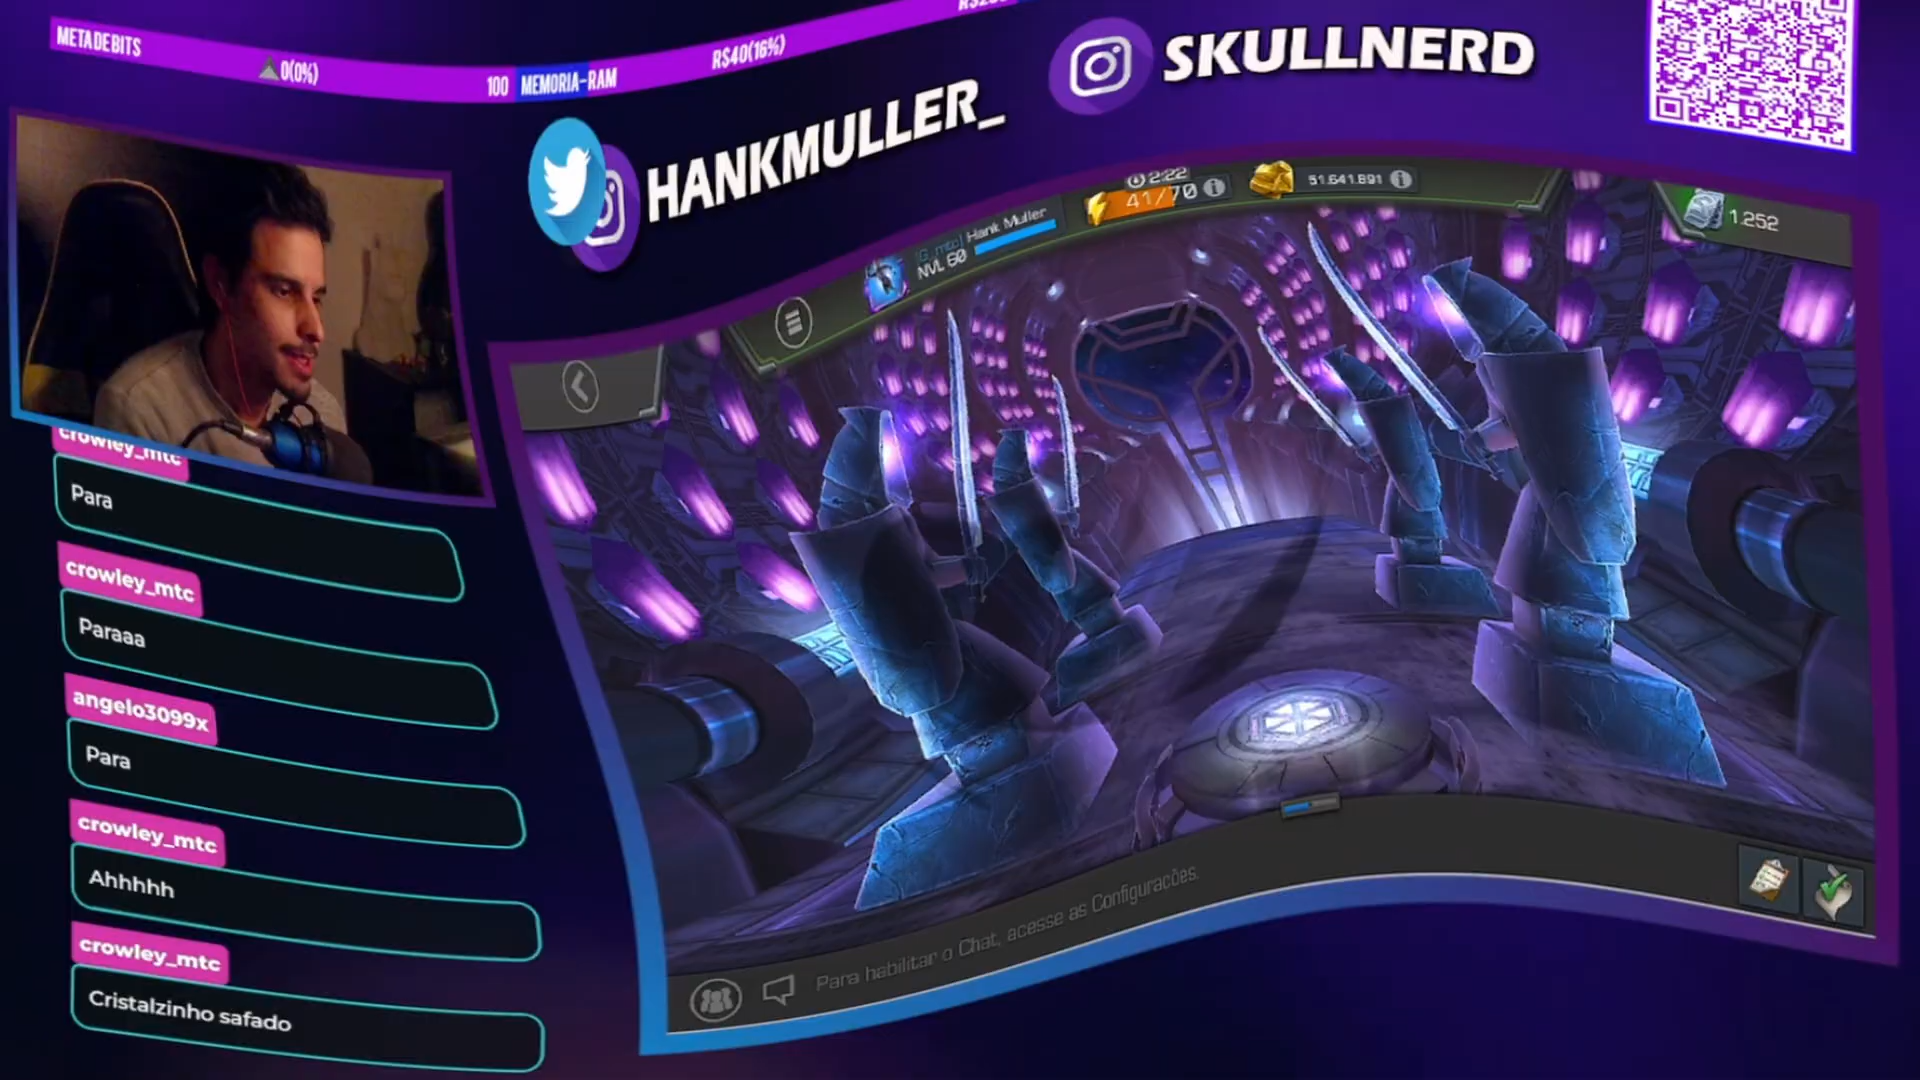 METADEBITS
0(0%)
100
MEMORIA-RAM
R$40(16%)
HANKMULLER_
SKULLNERD
2:22
41/70
51.641.891
1.252
Hank Muller
NVL 60
crowley_mtc
Para
crowley_mtc
Paraaa
angelo3099x
Para
crowley_mtc
Ahhhhh
crowley_mtc
Cristalzinho safado
Para habilitar o Chat, acesse as Configurações.